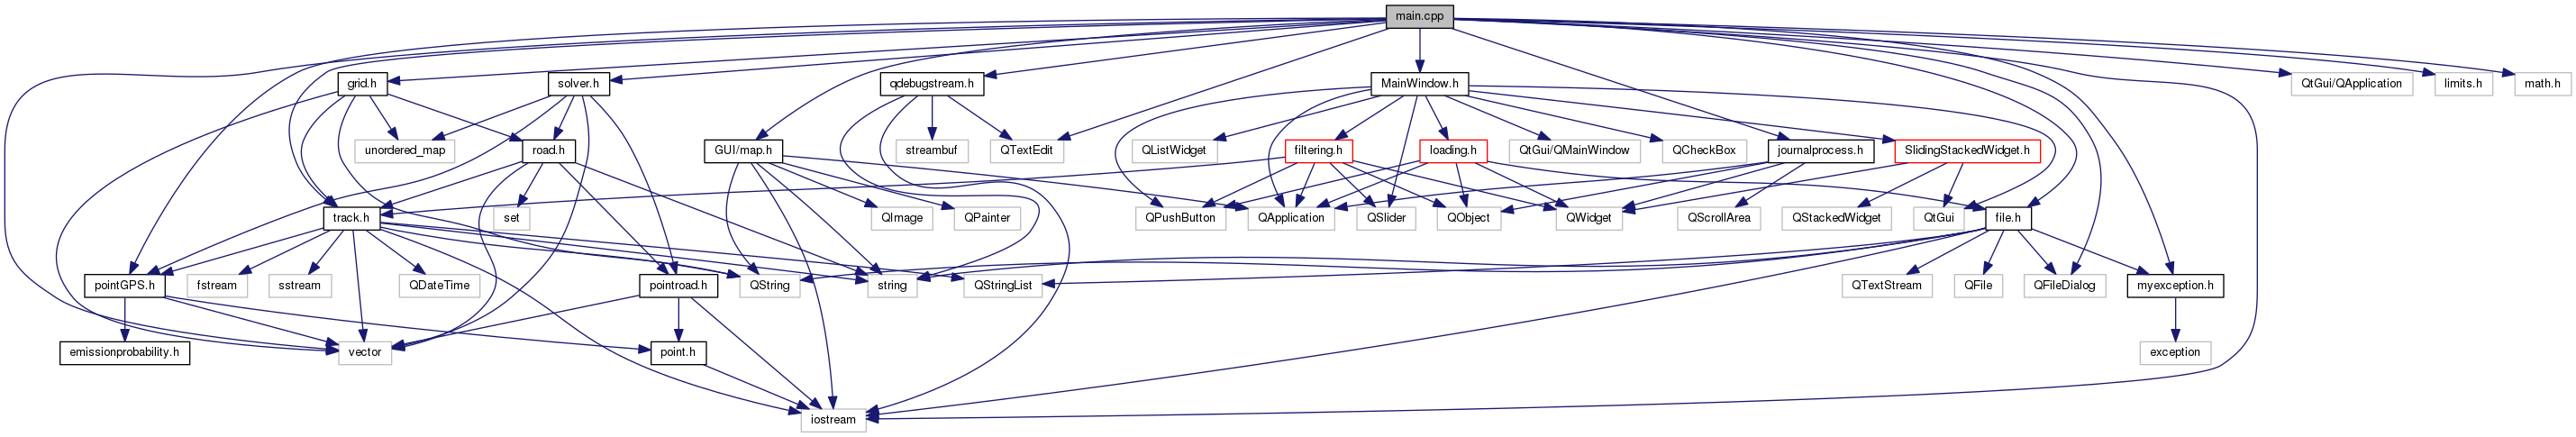 main.cpp
grid.h
solver.h
qdebugstream.h
MainWindow.h
QtGui/QApplication
limits.h
math.h
unordered_map
road.h
GUI/map.h
streambuf
QTextEdit
QListWidget
filtering.h
loading.h
QtGui/QMainWindow
QCheckBox
journalprocess.h
SlidingStackedWidget.h
track.h
set
QImage
QPainter
QPushButton
QApplication
QSlider
QObject
QWidget
QScrollArea
QStackedWidget
QtGui
file.h
pointGPS.h
fstream
sstream
QDateTime
pointroad.h
QString
string
QStringList
QTextStream
QFile
QFileDialog
myexception.h
emissionprobability.h
vector
point.h
exception
iostream